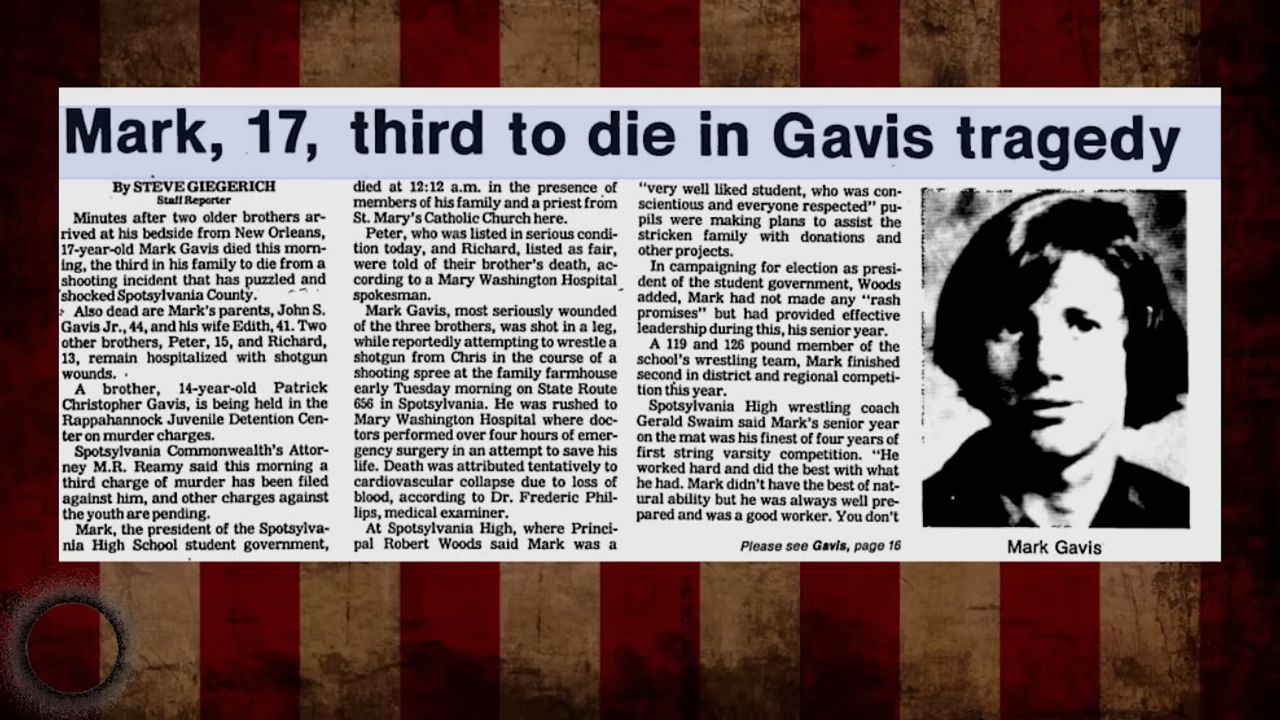 Mark, 17, third to die in Gavis tragedy
By STEVE GIEGERICH
Staff Reporter
Minutes after two older brothers ar-
rived at his bedside from New Orleans,
17-year-old Mark Gavis died this morn-
ing, the third in his family to die from a
shooting incident that has puzzled and
shocked Spotsylvania County.
Also dead are Mark's parents, John S.
Gavis Jr., 44, and his wife Edith, 41. Two
other brothers, Peter, 15, and Richard,
13, remain hospitalized with shotgun
wounds.
A brother, 14-year-old Patrick
Christopher Gavis, is being held in the
Rappahannock Juvenile Detention Cen-
ter on murder charges.
Spotsylvania Commonwealth's Attor-
ney M.R. Reamy said this morning a
third charge of murder has been filed
against him, and other charges against
the youth are pending.
Mark, the president of the Spotsylva-
nia High School student government,
died at 12:12 a.m. in the presence of
members of his family and a priest from
St. Mary's Catholic Church here.
Peter, who was listed in serious condi-
tion today, and Richard, listed as fair,
were told of their brother's death, ac-
cording to a Mary Washington Hospital
spokesman.
Mark Gavis, most seriously wounded
of the three brothers, was shot in a leg,
while reportedly attempting to wrestle a
shotgun from Chris in the course of a
shooting spree at the family farmhouse
early Tuesday morning on State Route
656 in Spotsylvania. He was rushed to
Mary Washington Hospital where doc-
tors performed over four hours of emer-
gency surgery in an attempt to save his
life. Death was attributed tentatively to
cardiovascular collapse due to loss of
blood, according to Dr. Frederic Phil-
lips, medical examiner.
At Spotsylvania High, where Princi-
pal Robert Woods said Mark was a
"very well liked student, who was con-
scientious and everyone respected" pu-
pils were making plans to assist the
stricken family with donations and
other projects.
In campaigning for election as presi-
dent of the student government, Woods
added, Mark had not made any "rash
promises" but had provided effective
leadership during this, his senior year.
A 119 and 126 pound member of the
school's wrestling team, Mark finished
second in district and regional competi-
tion this year.
Spotsylvania High wrestling coach
Gerald Swaim said Mark's senior year
on the mat was his finest of four years of
first string varsity competition. "He
worked hard and did the best with what
he had. Mark didn't have the best of nat-
ural ability but he was always well pre-
pared and was a good worker. You don't
Please see Gavis, page 16
Mark Gavis